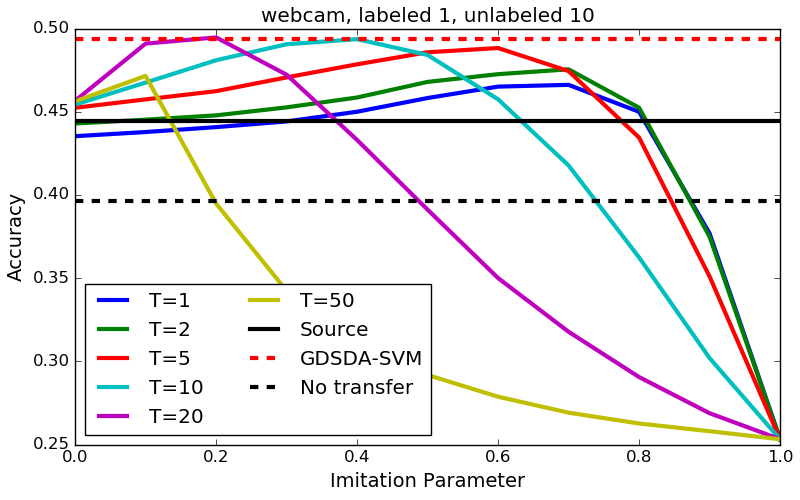 webcam, labeled 1, unlabeled 10
0.50
0.45
0.40
0.35
0.30
0.25
Accuracy
T=1
T=2
T=5
T=10
T=20
T=50
Source
GDSDA-SVM
No transfer
0.0 0.2 0.4 0.6 0.8 1.0
Imitation Parameter